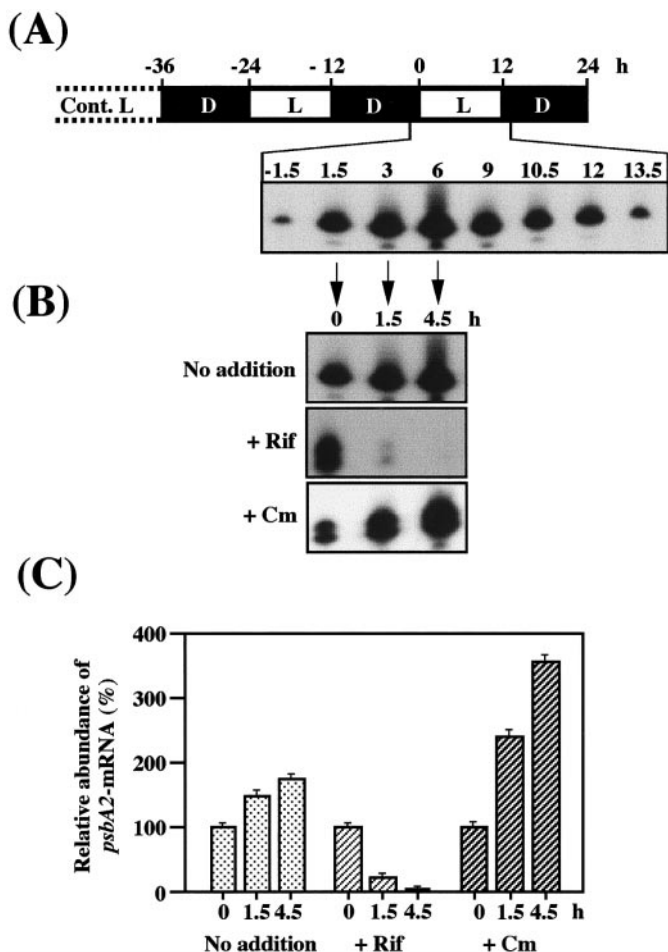 (A)
-36 -24 -12 0 12 24 h
Cont. L D L D L D
-1.5 1.5 3 6 9 10.5 12 13.5
(B)
0 1.5 4.5 h
No addition
+ Rif
+ Cm
(C)
Relative abundance of
psbA2-mRNA (%)
400
300
200
100
0
0 1.5 4.5 0 1.5 4.5 0 1.5 4.5 h
No addition + Rif + Cm